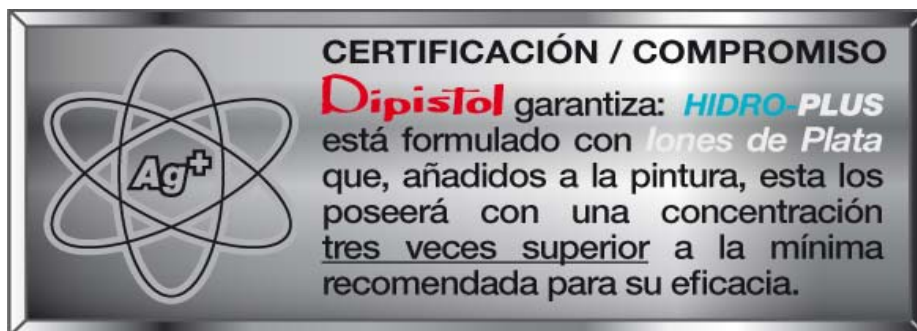 Ag+
CERTIFICACIÓN / COMPROMISO
Dipistol garantiza: HIDRO-PLUS
está formulado con Iones de Plata
que, añadidos a la pintura, esta los
poseerá con una concentración
tres veces superior a la mínima
recomendada para su eficacia.